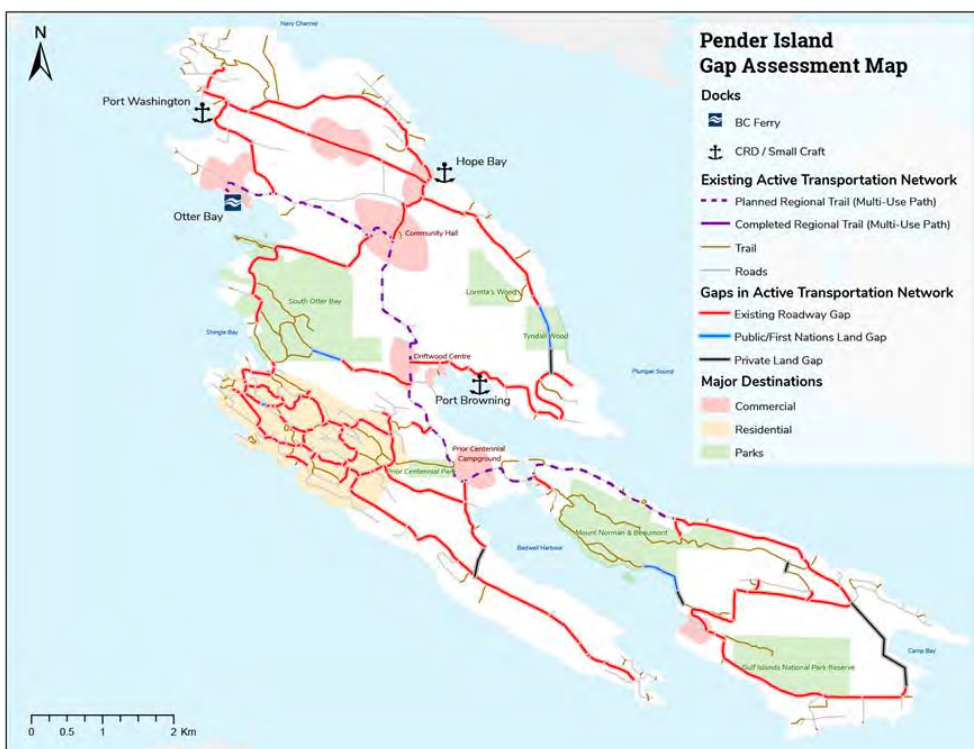 Navy Channel
N
Port Washington
Hope Bay
Otter Bay
Community Hall
South Otter Bay
Loretta's Wood
Shingle Bay
Tyndall Wood
Driftwood Centre
Plumper Sound
Port Browning
Prior Centennial
Campground
Prior Centennial Park
Mount Norman & Beaumont
Bedwell Harbour
Camp Bay
Gulf Islands National Park Reserve
0 0.5 1 2 Km
Pender Island
Gap Assessment Map
Docks
BC Ferry
CRD / Small Craft
Existing Active Transportation Network
Planned Regional Trail (Multi-Use Path)
Completed Regional Trail (Multi-Use Path)
Trail
Roads
Gaps in Active Transportation Network
Existing Roadway Gap
Public/First Nations Land Gap
Private Land Gap
Major Destinations
Commercial
Residential
Parks